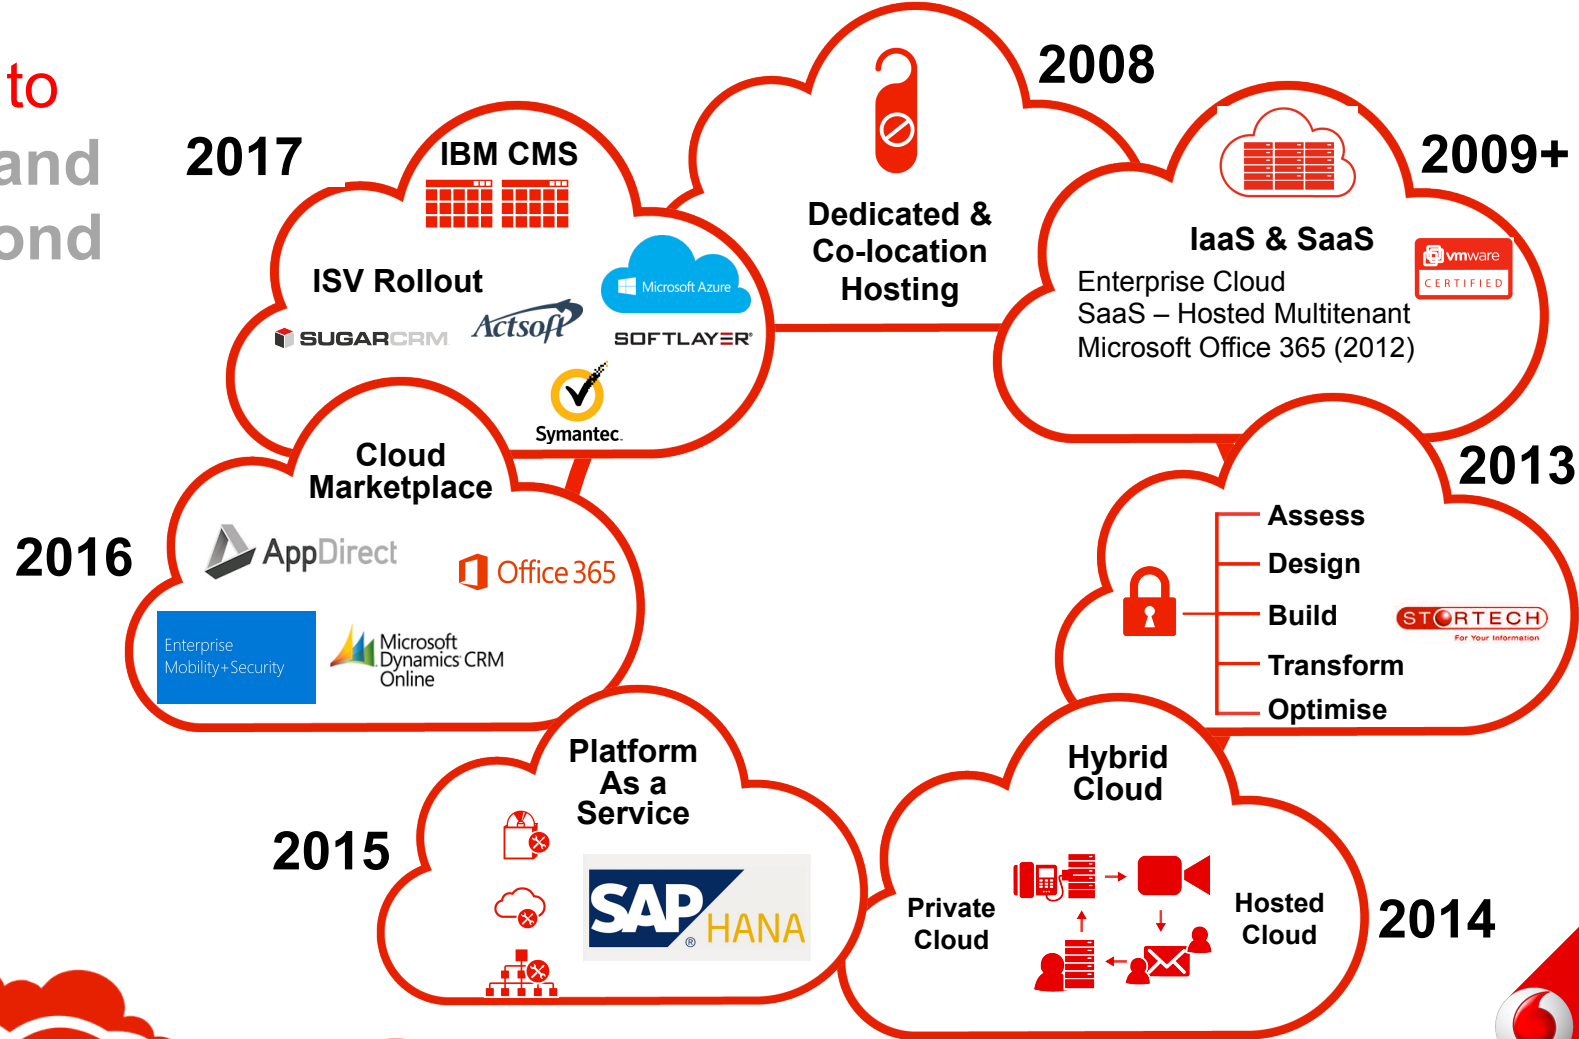 to
and
ond
2008
Dedicated &
Co-location
Hosting
2009+
IaaS & SaaS
Enterprise Cloud
SaaS – Hosted Multitenant
Microsoft Office 365 (2012)
vmware
CERTIFIED
2013
Assess
Design
Build
Transform
Optimise
STORTECH
For Your Information
2014
Hybrid
Cloud
Private
Cloud
Hosted
Cloud
2015
Platform
As a
Service
SAP®
HANA
2016
Cloud
Marketplace
AppDirect
Office 365
Enterprise
Mobility+Security
Microsoft
Dynamics CRM
Online
2017
IBM CMS
ISV Rollout
Microsoft Azure
SUGARCRM
Actsoft
SOFTLAYER®
Symantec.